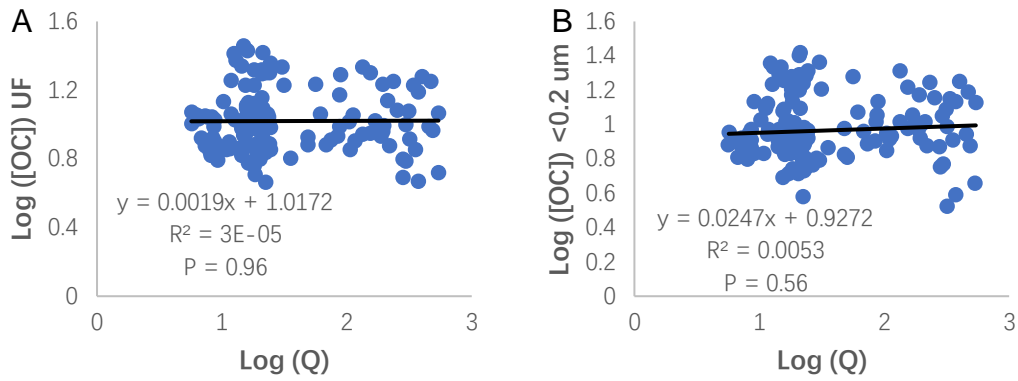 A
1.6
1.2
0.8
0.4
0
Log ([OC]) UF
y = 0.0019x + 1.0172
R² = 3E-05
P = 0.96
0 1 2 3
Log (Q)
B
1.6
1.4
1.2
1
0.8
0.6
0.4
0.2
0
Log ([OC]) <0.2 um
y = 0.0247x + 0.9272
R² = 0.0053
P = 0.56
0 1 2 3
Log (Q)